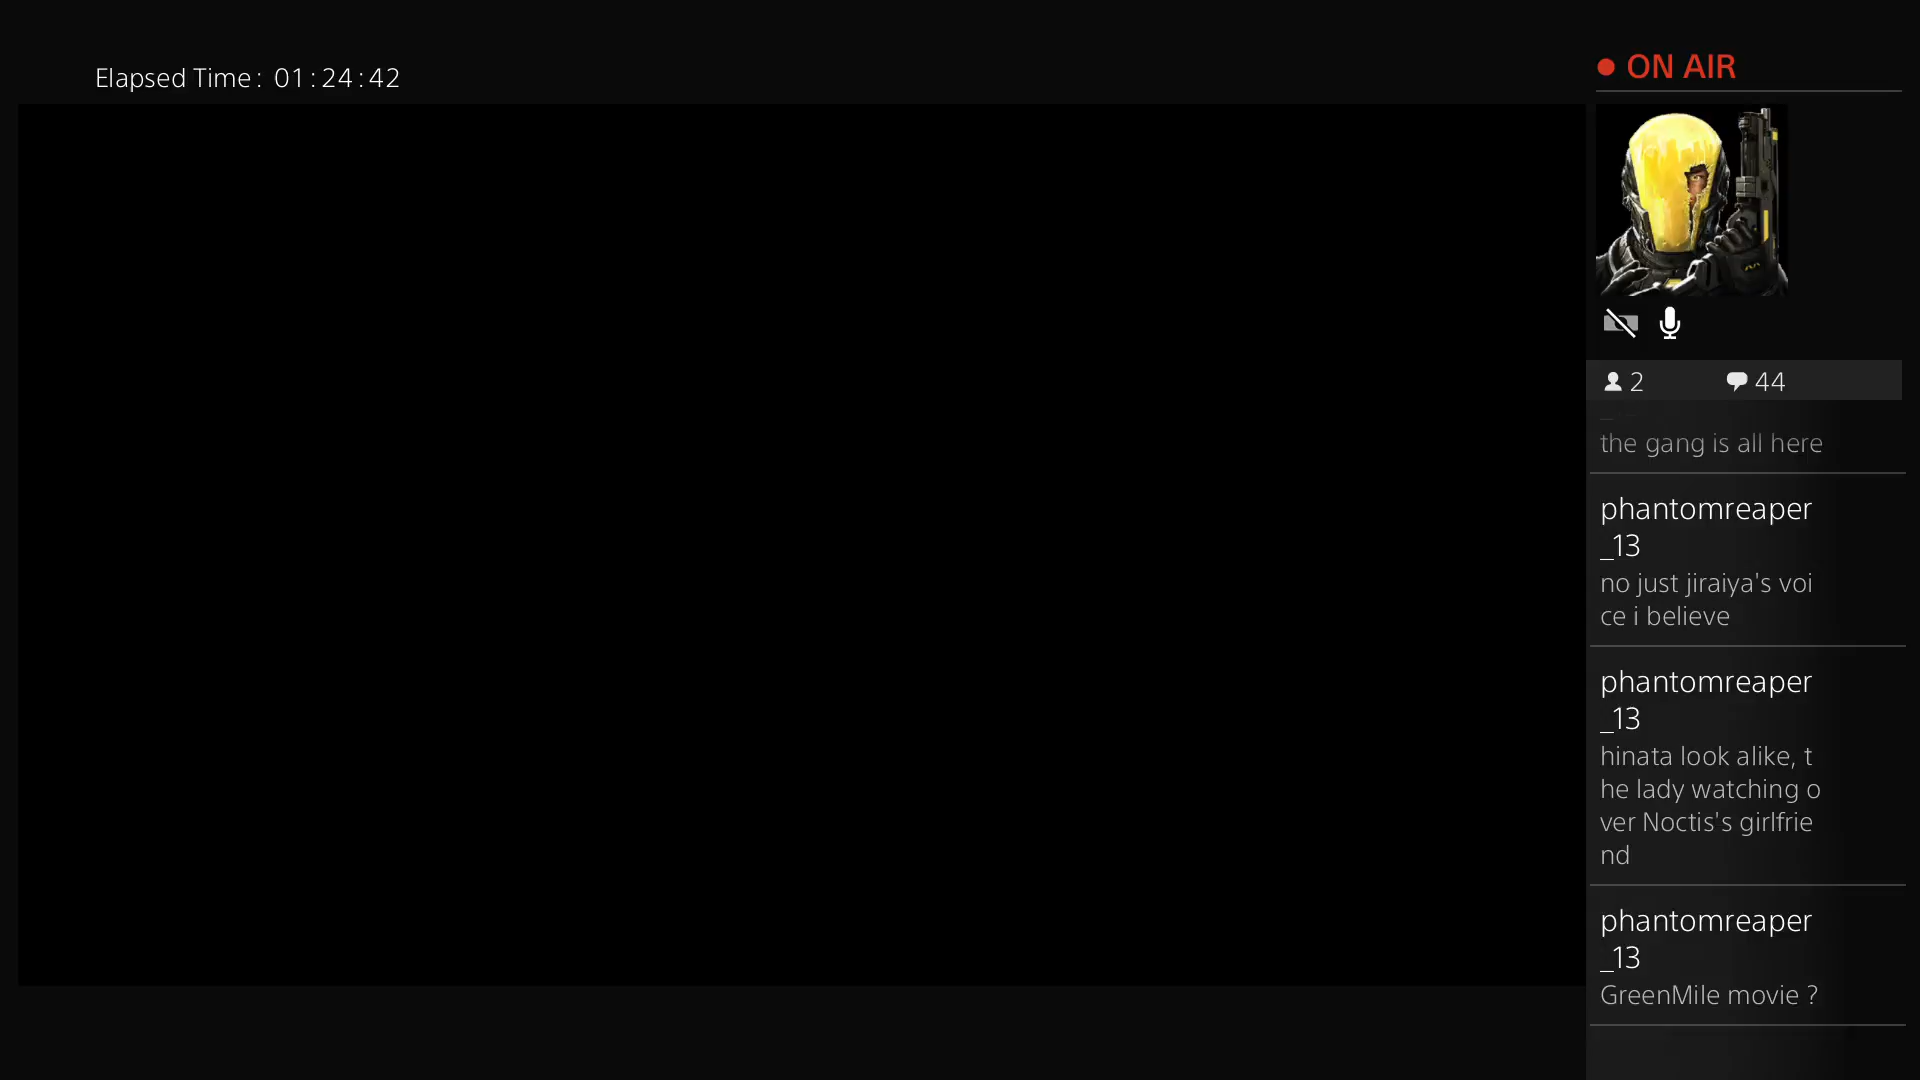 Elapsed Time: 01:24:42
ON AIR
2
44
the gang is all here
phantomreaper
_13
no just jiraiya's voi
ce i believe
phantomreaper
_13
hinata look alike, t
he lady watching o
ver Noctis's girlfrie
nd
phantomreaper
_13
GreenMile movie ?